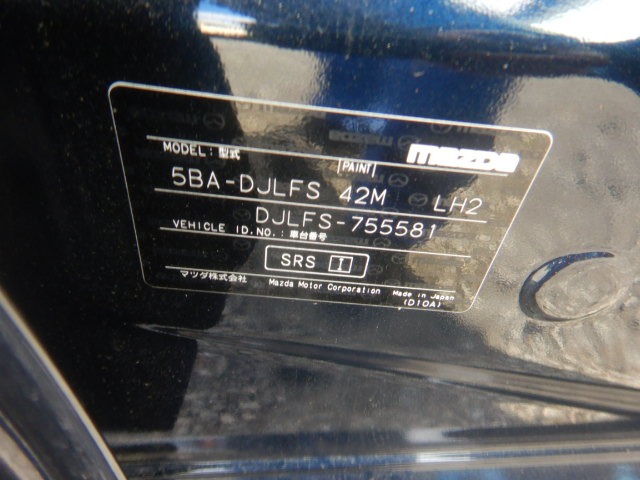 mazda
MODEL: 型式 PAINT
5BA-DJLFS 42M LH2
DJLFS-755581
VEHICLE ID.NO.: 車台番号
SRS I
マツダ株式会社 Mazda Motor Corporation Made in Japan
(D10A)